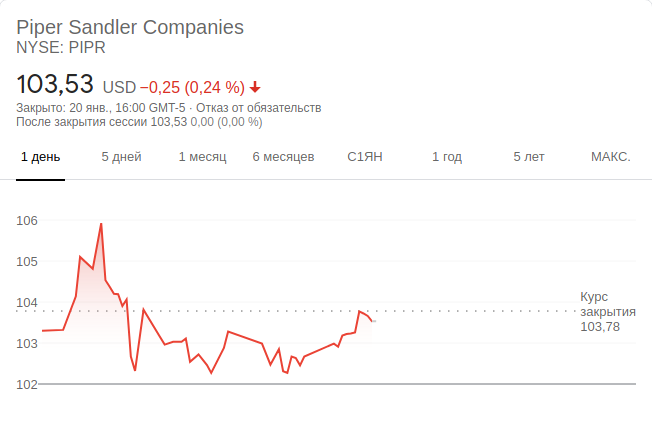 Piper Sandler Companies
NYSE: PIPR
103,53 USD −0,25 (0,24 %)
Закрыто: 20 янв., 16:00 GMT-5 · Отказ от обязательств
После закрытия сессии 103,53 0,00 (0,00 %)
1 день 5 дней 1 месяц 6 месяцев С1ЯН 1 год 5 лет МАКС.
106
105
104
103
102
Курс
закрытия
103,78